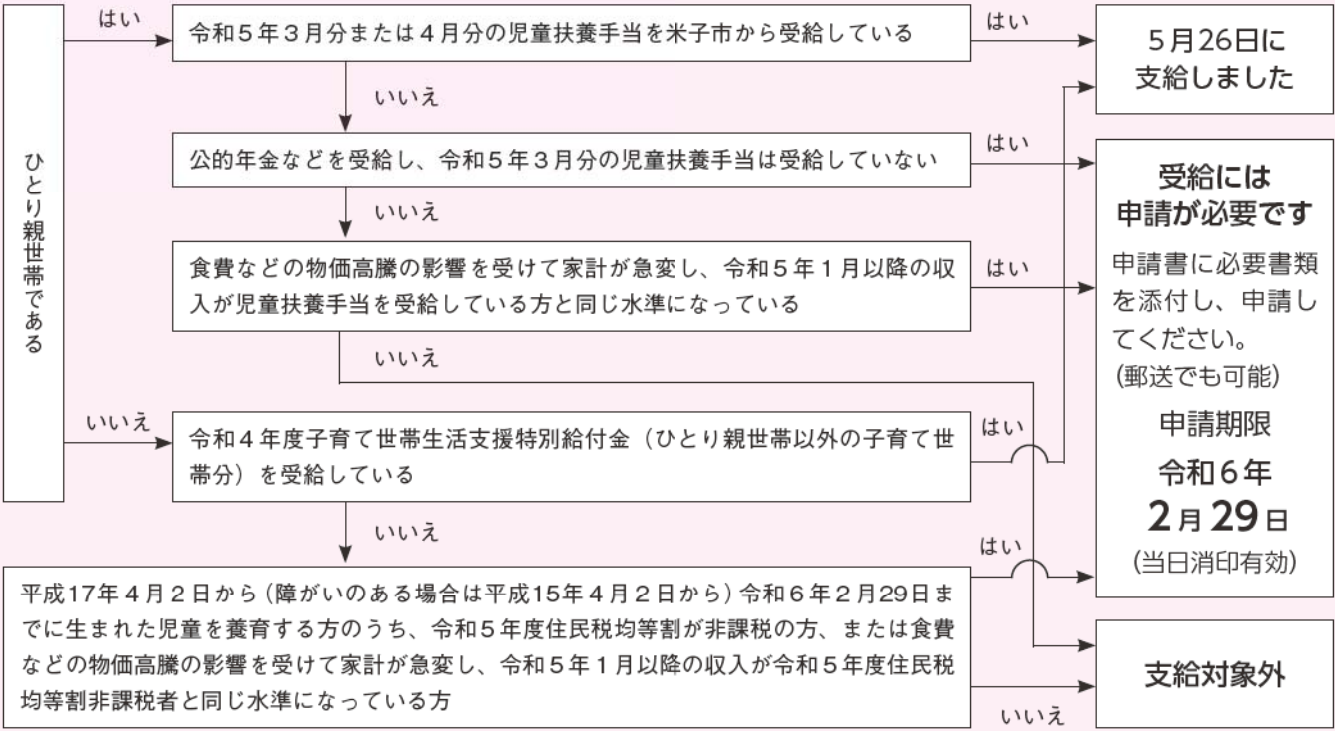 ひとり親世帯である
はい
令和５年３月分または４月分の児童扶養手当を米子市から受給している
はい
５月26日に
支給しました
いいえ
公的年金などを受給し、令和５年３月分の児童扶養手当は受給していない
はい
いいえ
食費などの物価高騰の影響を受けて家計が急変し、令和５年１月以降の収
入が児童扶養手当を受給している方と同じ水準になっている
はい
いいえ
受給には
申請が必要です
申請書に必要書類
を添付し、申請し
てください。
（郵送でも可能）
申請期限
令和６年
２月29日
（当日消印有効）
いいえ
令和４年度子育て世帯生活支援特別給付金（ひとり親世帯以外の子育て世
帯分）を受給している
はい
いいえ
平成17年４月２日から（障がいのある場合は平成15年４月２日から）令和６年２月29日ま
でに生まれた児童を養育する方のうち、令和５年度住民税均等割が非課税の方、または食費
などの物価高騰の影響を受けて家計が急変し、令和５年１月以降の収入が令和５年度住民税
均等割非課税者と同じ水準になっている方
はい
いいえ
支給対象外